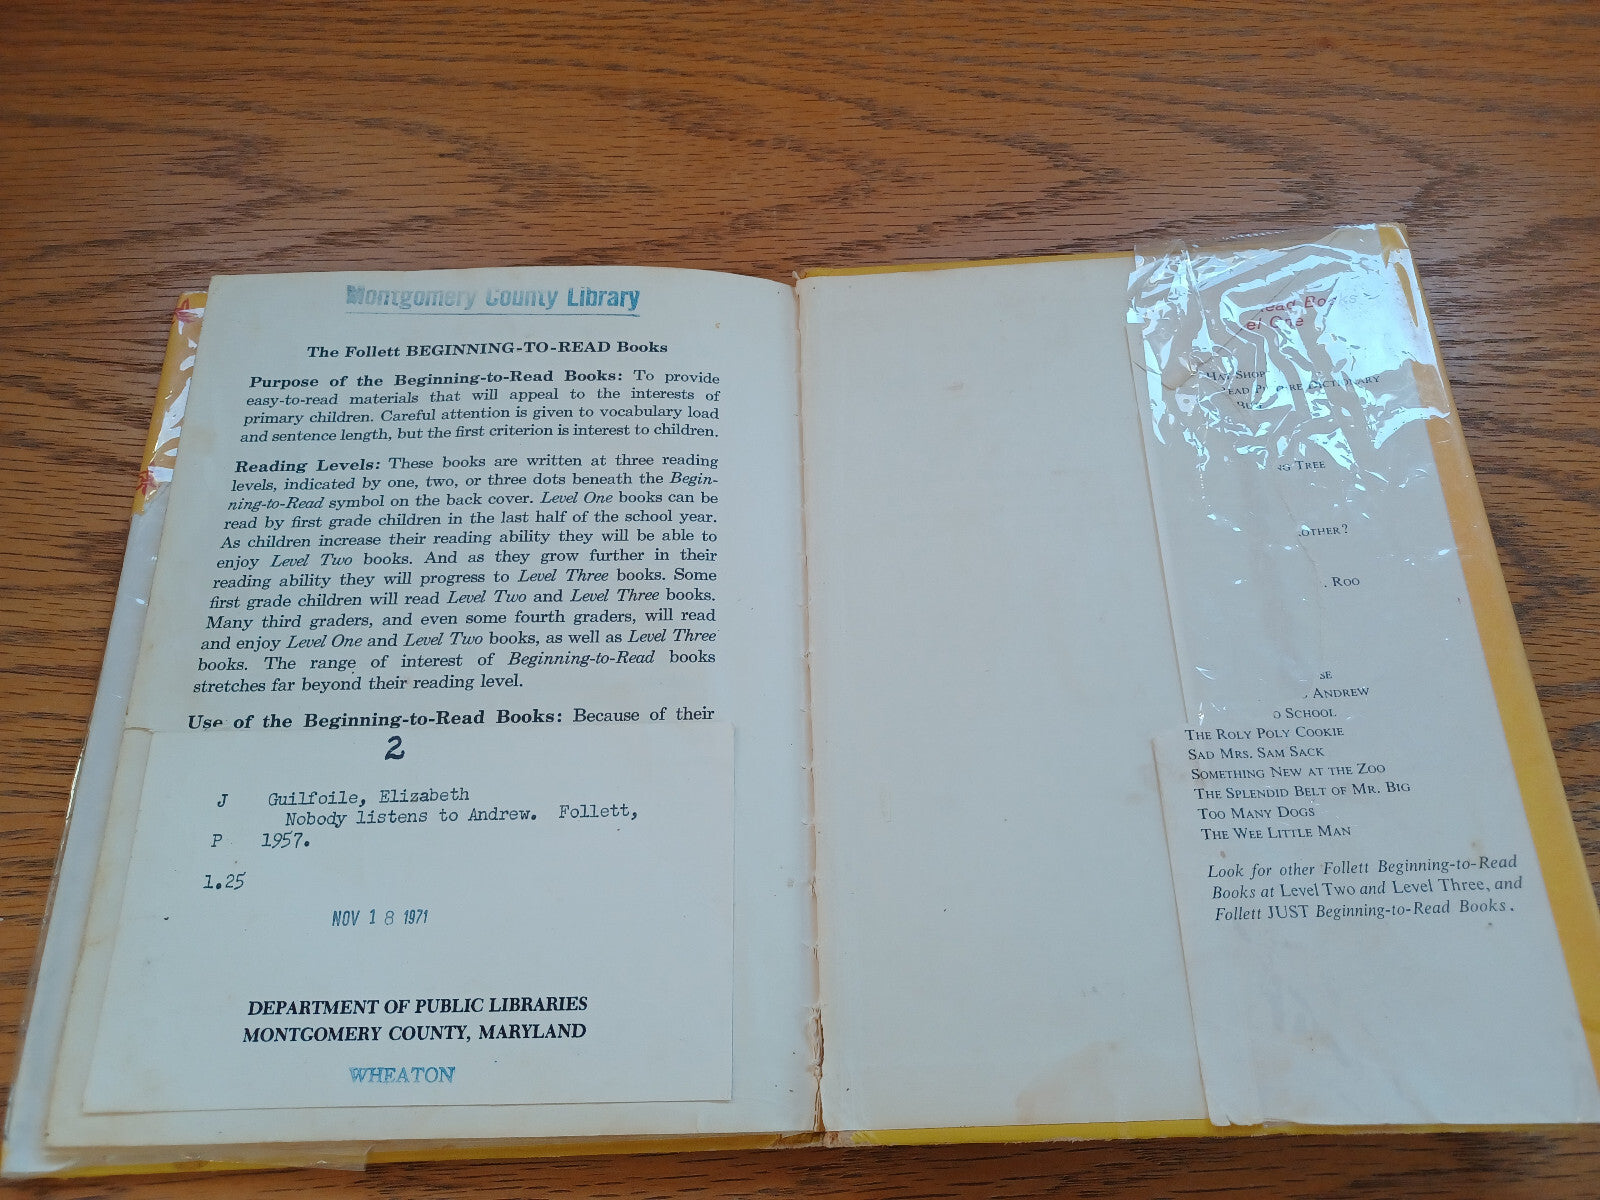 Montgomery County Library
The Follett BEGINNING-TO-READ Books
Purpose of the Beginning-to-Read Books: To provide
easy-to-read materials that will appeal to the interests of
primary children. Careful attention is given to vocabulary load
and sentence length, but the first criterion is interest to children.
Reading Levels: These books are written at three reading
levels, indicated by one, two, or three dots beneath the Begin-
ning-to-Read symbol on the back cover. Level One books can be
read by first grade children in the last half of the school year.
As children increase their reading ability they will be able to
enjoy Level Two books. And as they grow further in their
reading ability they will progress to Level Three books. Some
first grade children will read Level Two and Level Three books.
Many third graders, and even some fourth graders, will read
and enjoy Level One and Level Two books, as well as Level Three
books. The range of interest of Beginning-to-Read books
stretches far beyond their reading level.
Use of the Beginning-to-Read Books: Because of their
2
J Guilfoile, Elizabeth
Nobody listens to Andrew. Follett,
P 1957.
1.25
NOV 18 1971
DEPARTMENT OF PUBLIC LIBRARIES
MONTGOMERY COUNTY, MARYLAND
WHEATON
Books
One
HAT SHOP
DICTIONARY
TREE
OTHER?
ROO
SE
ANDREW
O SCHOOL
THE ROLY POLY COOKIE
SAD MRS. SAM SACK
SOMETHING NEW AT THE ZOO
THE SPLENDID BELT OF MR. BIG
TOO MANY DOGS
THE WEE LITTLE MAN
Look for other Follett Beginning-to-Read
Books at Level Two and Level Three, and
Follett JUST Beginning-to-Read Books.